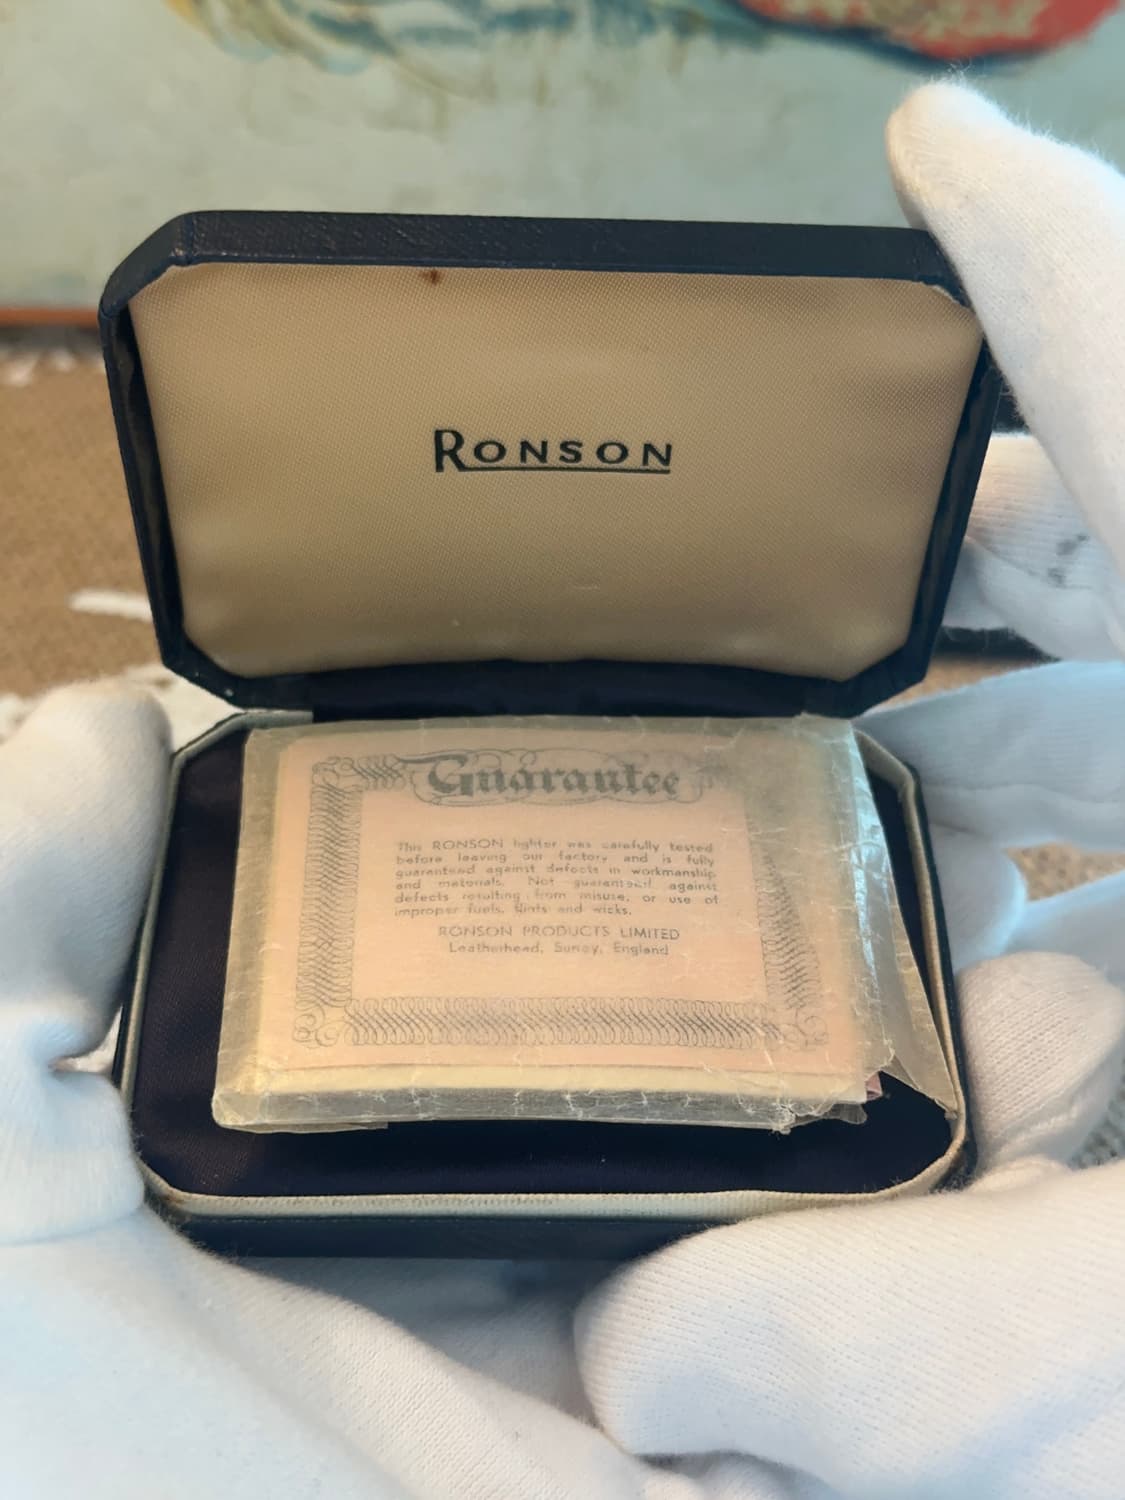 RONSON
Guarantee
This RONSON lighter was carefully tested
before leaving our factory and is fully
guaranteed against defects in workmanship
and materials. Not guaranteed against
defects resulting from misuse, or use of
improper fuels, flints and wicks.
RONSON PRODUCTS LIMITED
Leatherhead, Surrey, England